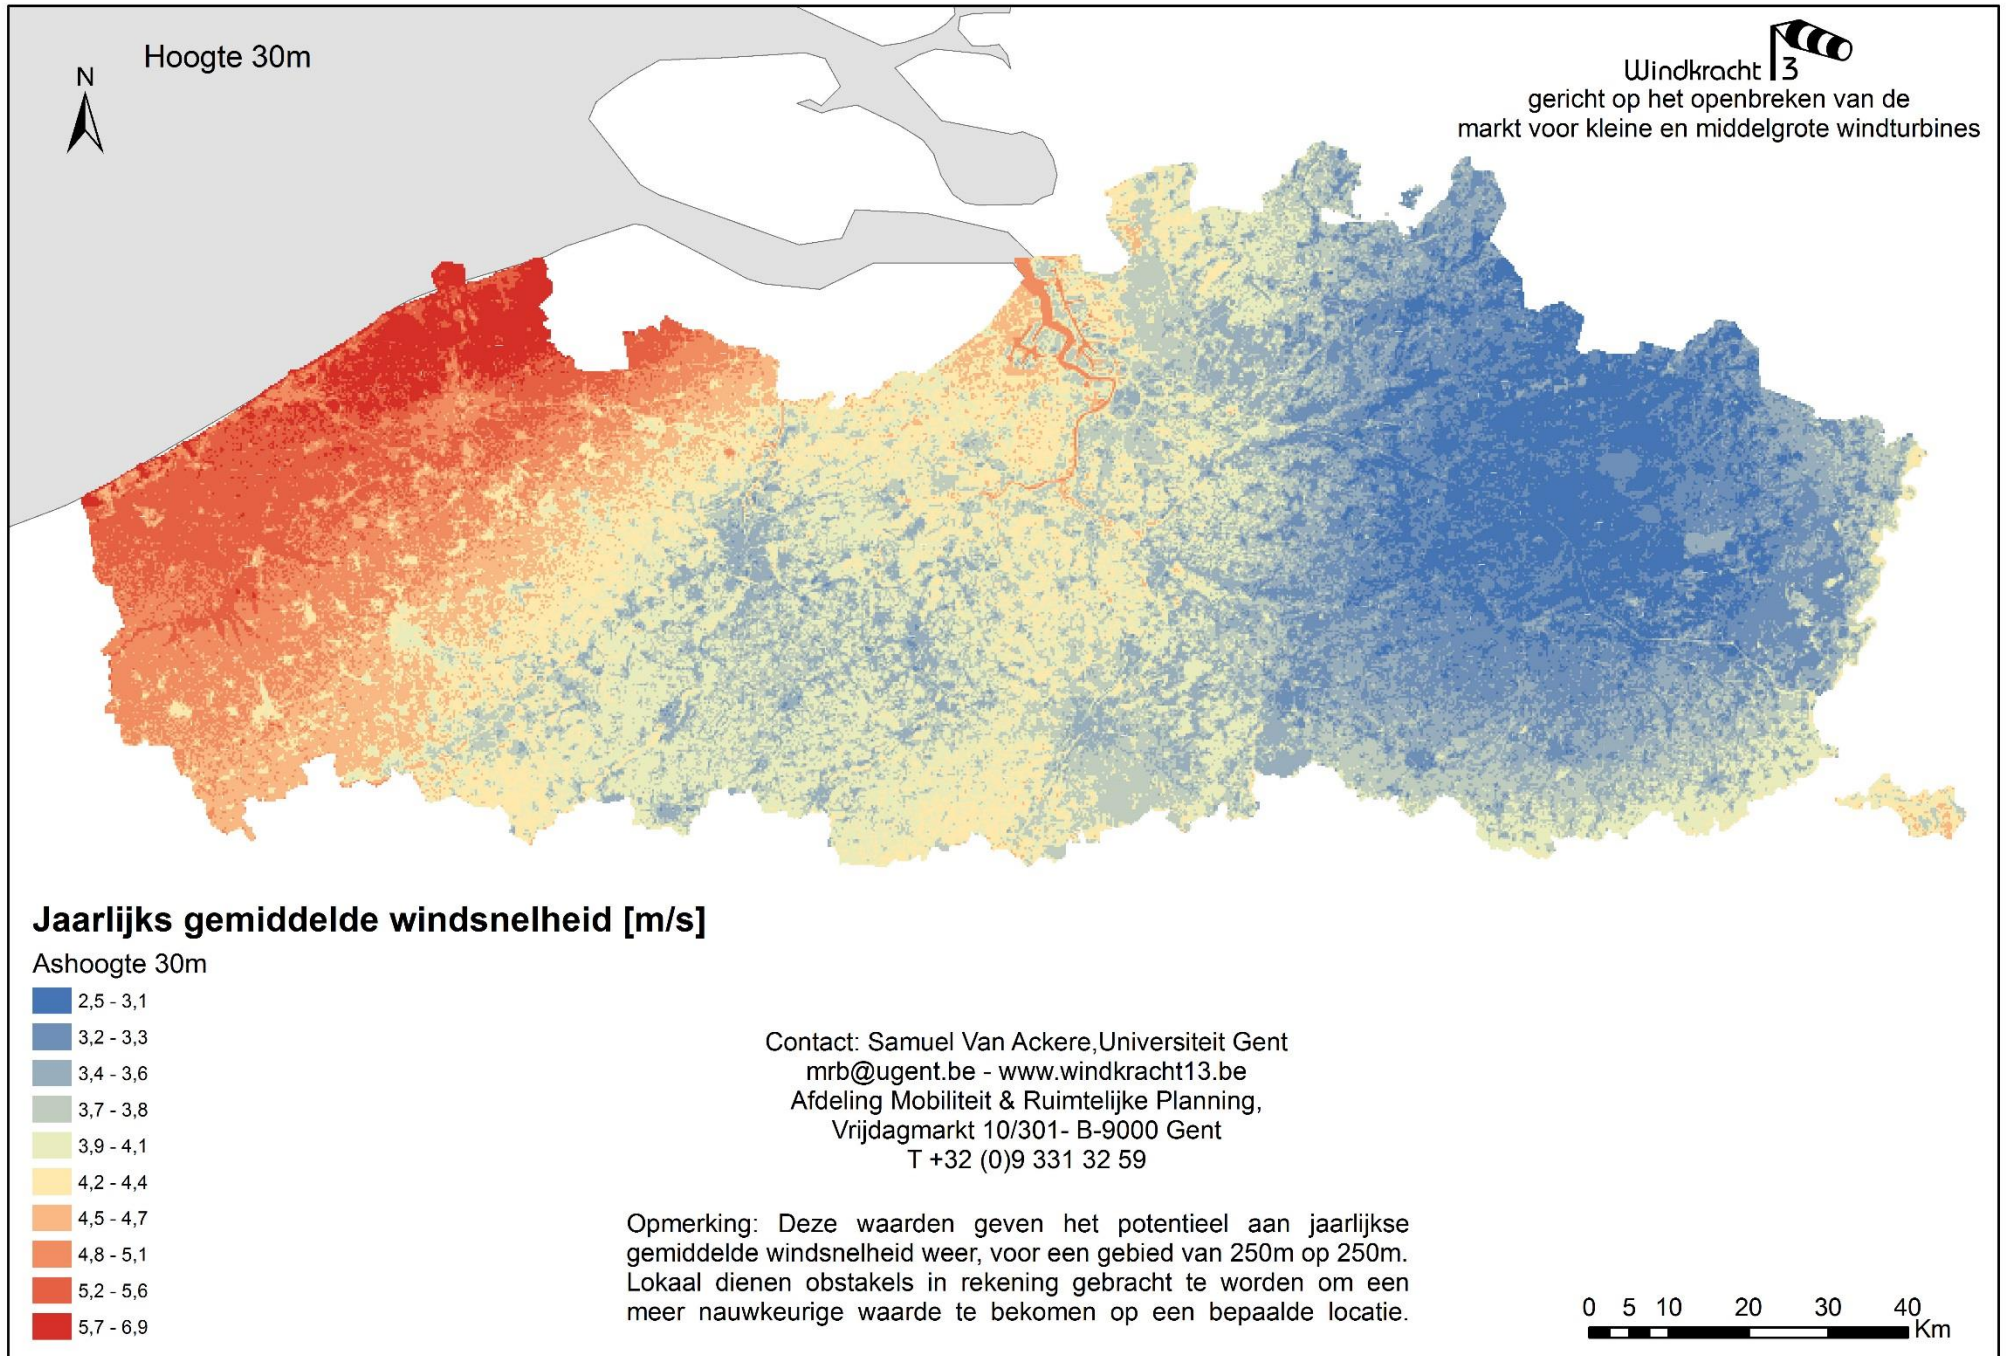 Hoogte 30m
N
Windkracht 13
gericht op het openbreken van de
markt voor kleine en middelgrote windturbines
Jaarlijks gemiddelde windsnelheid [m/s]
Ashoogte 30m
2,5 - 3,1
3,2 - 3,3
3,4 - 3,6
3,7 - 3,8
3,9 - 4,1
4,2 - 4,4
4,5 - 4,7
4,8 - 5,1
5,2 - 5,6
5,7 - 6,9
Contact: Samuel Van Ackere,Universiteit Gent
mrb@ugent.be - www.windkracht13.be
Afdeling Mobiliteit & Ruimtelijke Planning,
Vrijdagmarkt 10/301- B-9000 Gent
T +32 (0)9 331 32 59
Opmerking: Deze waarden geven het potentieel aan jaarlijkse
gemiddelde windsnelheid weer, voor een gebied van 250m op 250m.
Lokaal dienen obstakels in rekening gebracht te worden om een
meer nauwkeurige waarde te bekomen op een bepaalde locatie.
0 5 10 20 30 40
Km